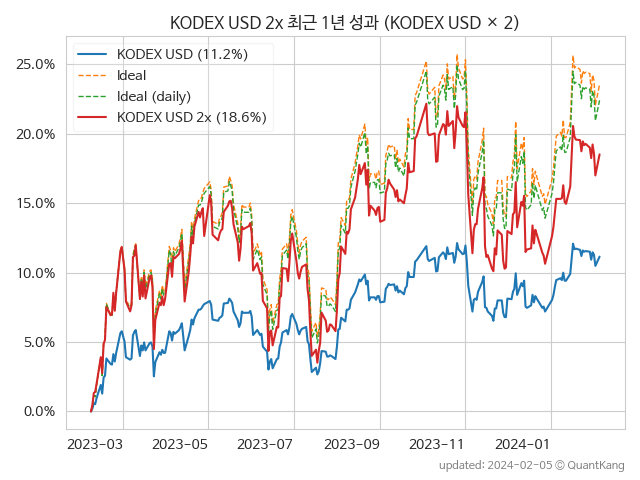 KODEX USD 2x 최근 1년 성과 (KODEX USD × 2)
KODEX USD (11.2%)
Ideal
Ideal (daily)
KODEX USD 2x (18.6%)
25.0%
20.0%
15.0%
10.0%
5.0%
0.0%
2023-03 2023-05 2023-07 2023-09 2023-11 2024-01
updated: 2024-02-05 © QuantKang